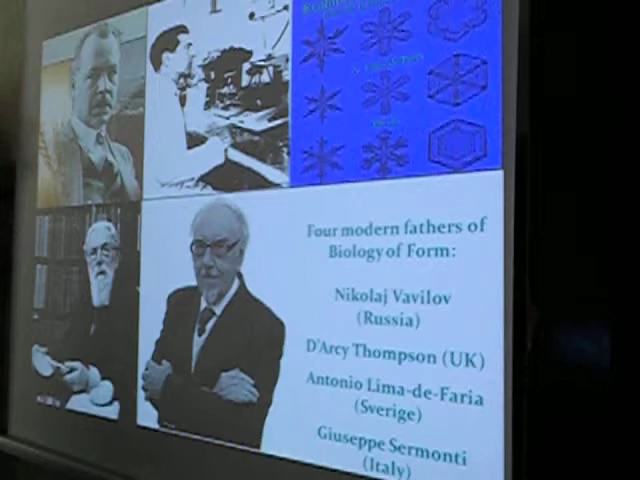 Four modern fathers of
Biology of Form:
Nikolaj Vavilov
(Russia)
D'Arcy Thompson (UK)
Antonio Lima-de-Faria
(Sverige)
Giuseppe Sermonti
(Italy)